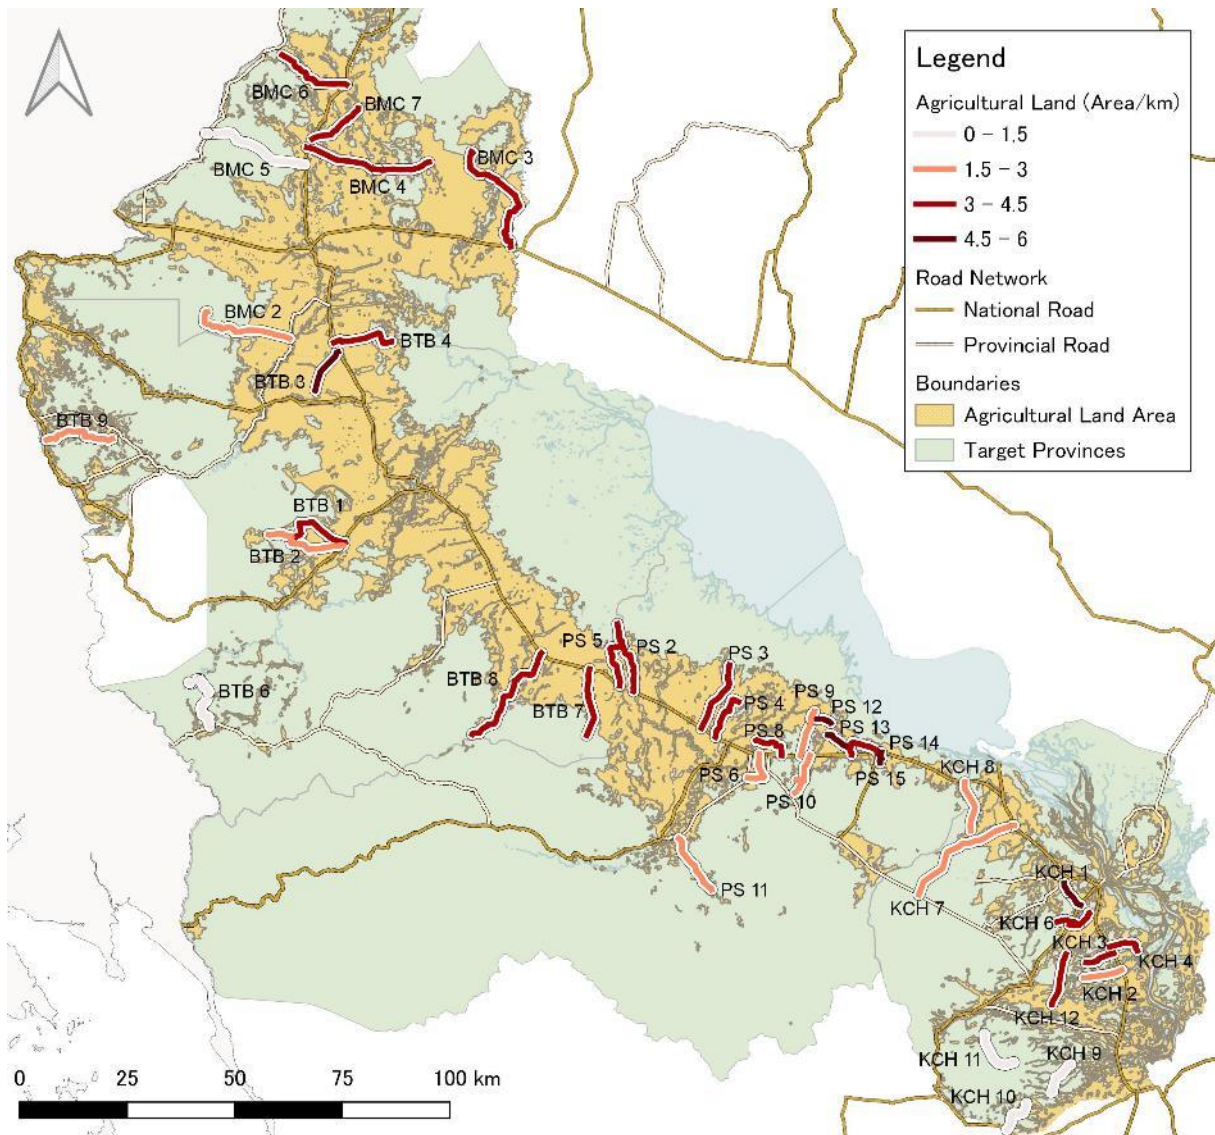 Legend
Agricultural Land (Area/km)
0 – 1.5
1.5 – 3
3 – 4.5
4.5 – 6
Road Network
National Road
Provincial Road
Boundaries
Agricultural Land Area
Target Provinces
BMC 6
BMC 7
BMC 3
BMC 5
BMC 4
BMC 2
BTB 4
BTB 3
BTB 9
BTB 1
BTB 2
PS 5
PS 2
PS 3
BTB 8
BTB 6
PS 9
PS 4
BTB 7
PS 12
PS 13
PS 8
PS 14
PS 6
PS 15
KCH 8
PS 10
KCH 1
PS 11
KCH 7
KCH 6
KCH 3
KCH 4
KCH 2
KCH 12
KCH 11
KCH 9
KCH 10
0 25 50 75 100 km